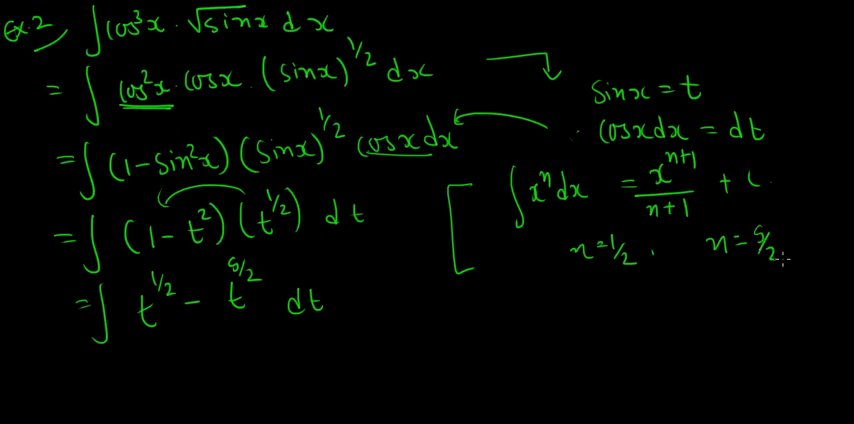 Ex.2 ∫ cos³x · √sinx dx
= ∫ cos²x · cosx · (sinx)^1/2 dx
= ∫ (1 - sin²x) (sinx)^1/2 cosx dx
= ∫ (1 - t²) (t^1/2) dt
= ∫ t^1/2 - t^5/2 dt
sinx = t
∴ cosx dx = dt
[ ∫ xⁿ dx = x^n+1 / n+1 + c
n = 1/2 , n = 5/2